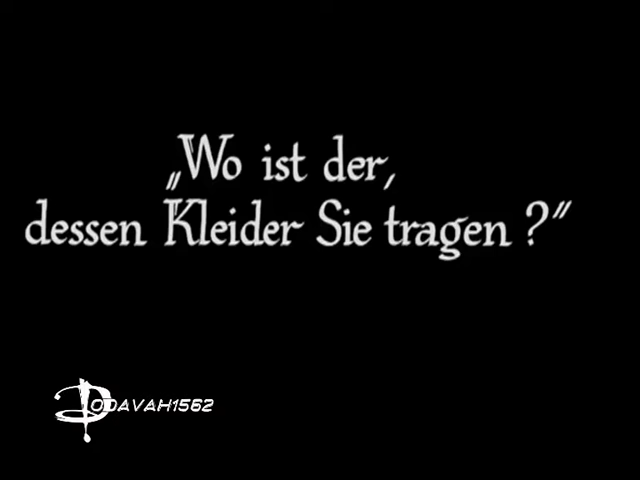 „Wo ist der,
dessen Kleider Sie tragen?“
DODAVAH1562